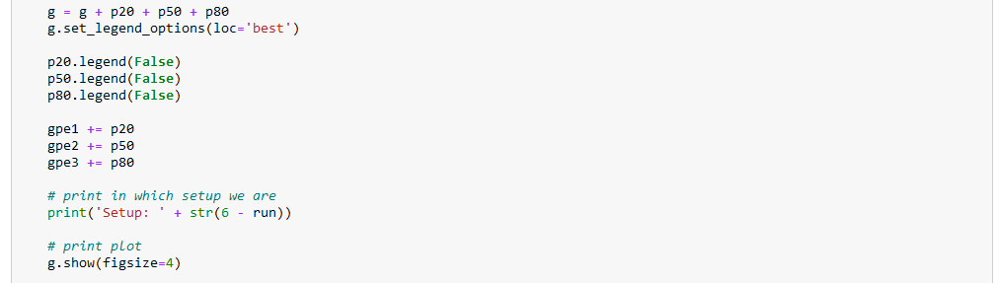 g = g + p20 + p50 + p80
g.set_legend_options(loc='best')
p20.legend(False)
p50.legend(False)
p80.legend(False)
gpe1 += p20
gpe2 += p50
gpe3 += p80
# print in which setup we are
print('Setup: ' + str(6 - run))
# print plot
g.show(figsize=4)